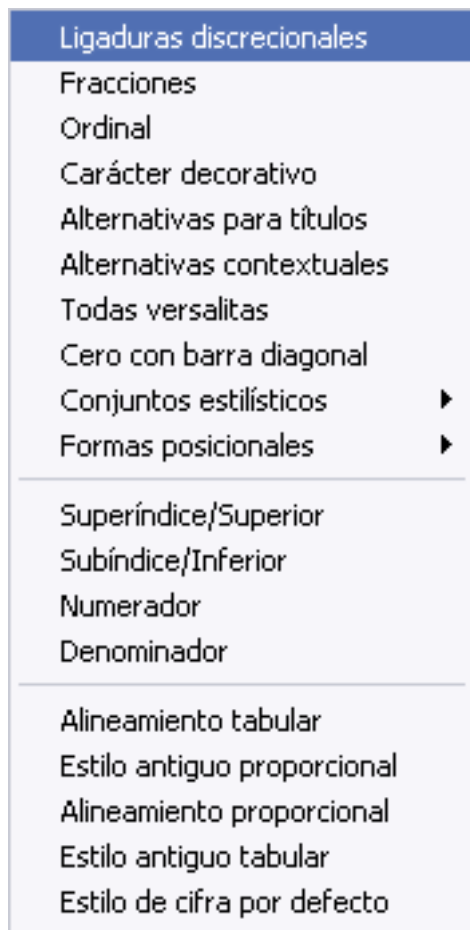 Ligaduras discrecionales
Fracciones
Ordinal
Carácter decorativo
Alternativas para títulos
Alternativas contextuales
Todas versalitas
Cero con barra diagonal
Conjuntos estilísticos
Formas posicionales
Superíndice/Superior
Subíndice/Inferior
Numerador
Denominador
Alineamiento tabular
Estilo antiguo proporcional
Alineamiento proporcional
Estilo antiguo tabular
Estilo de cifra por defecto